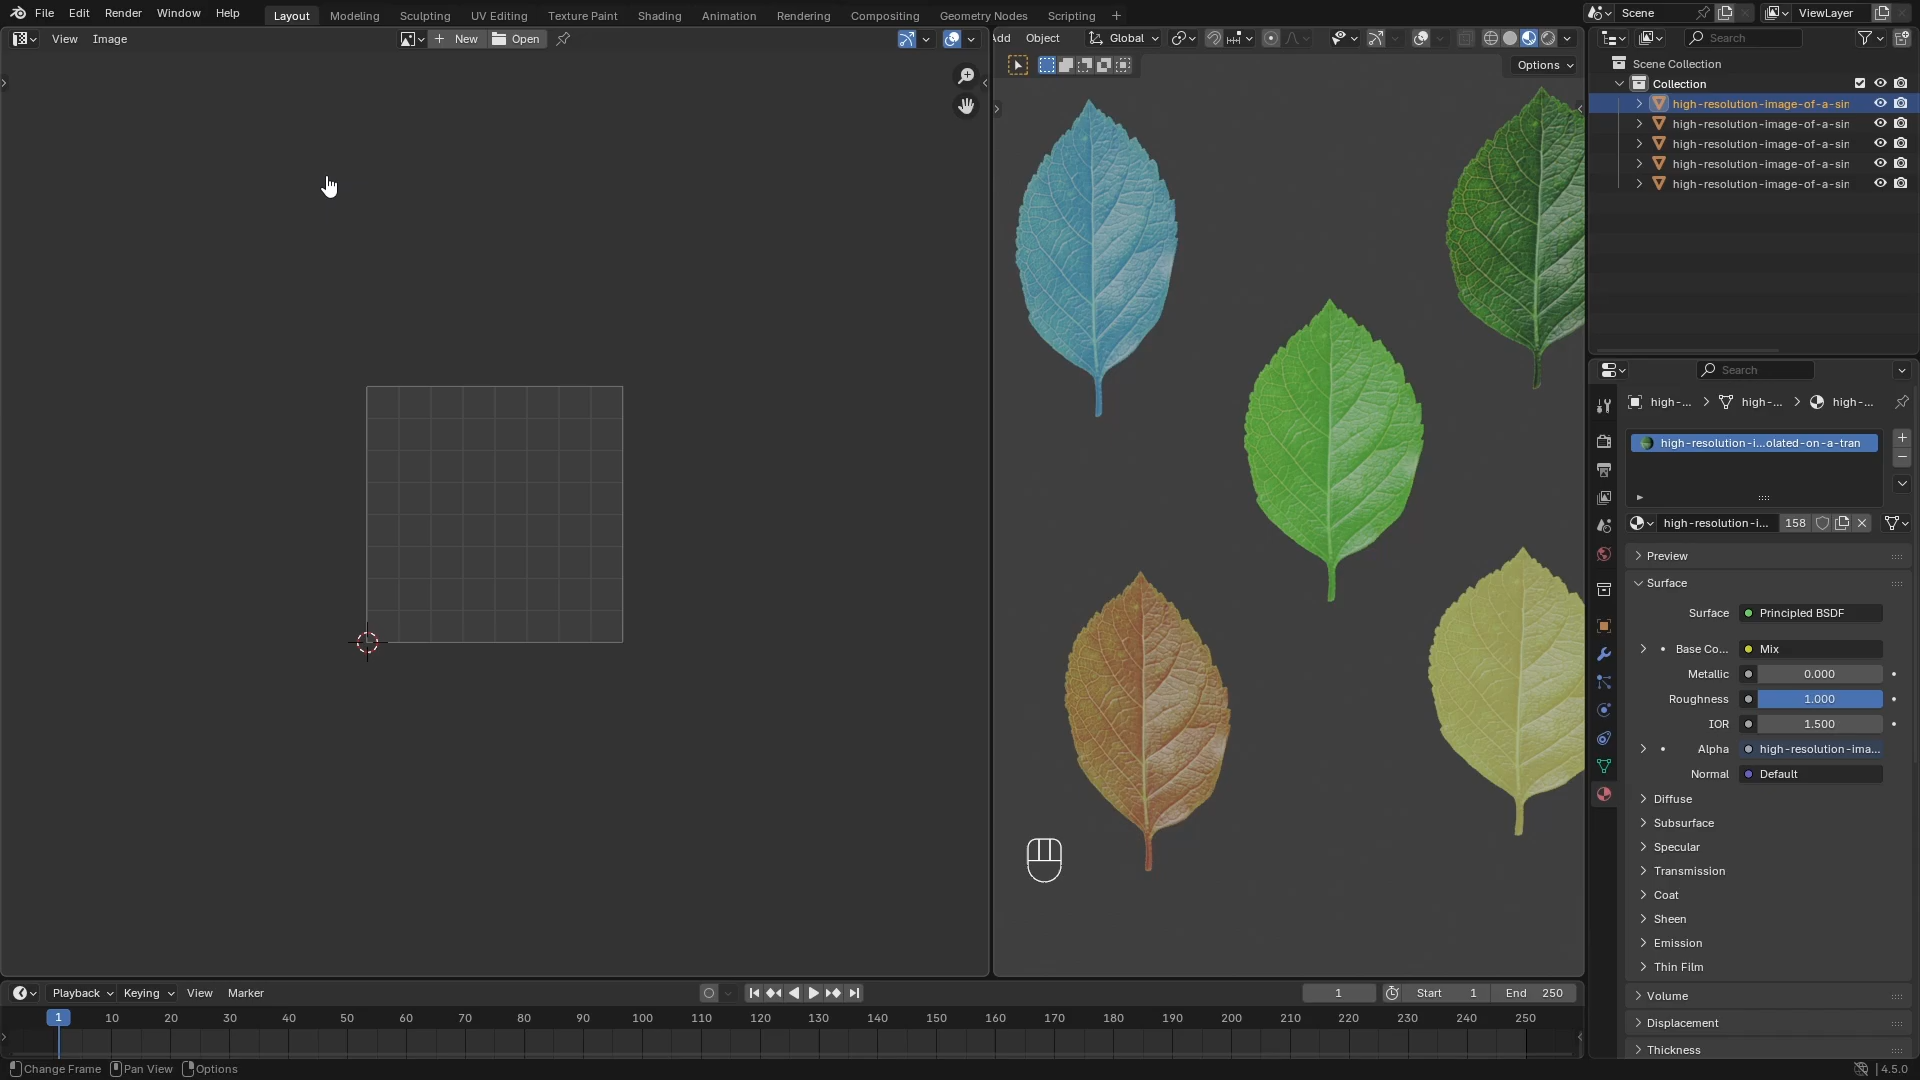 File Edit Render Window Help Layout Modeling Sculpting UV Editing Texture Paint Shading Animation Rendering Compositing Geometry Nodes Scripting + Scene ViewLayer
View Image New Open Add Object Global Search
Options
Scene Collection
Collection
high-resolution-image-of-a-sin
high-resolution-image-of-a-sin
high-resolution-image-of-a-sin
high-resolution-image-of-a-sin
high-resolution-image-of-a-sin
Search
high-... high-... high-...
high-resolution-i...olated-on-a-tran
high-resolution-i... 158
Preview
Surface
Surface Principled BSDF
Base Co... Mix
Metallic 0.000
Roughness 1.000
IOR 1.500
Alpha high-resolution-ima...
Normal Default
Diffuse
Subsurface
Specular
Transmission
Coat
Sheen
Emission
Thin Film
Volume
Displacement
Thickness
Playback Keying View Marker 1 Start 1 End 250
1 10 20 30 40 50 60 70 80 90 100 110 120 130 140 150 160 170 180 190 200 210 220 230 240 250
Change Frame Pan View Options 4.5.0